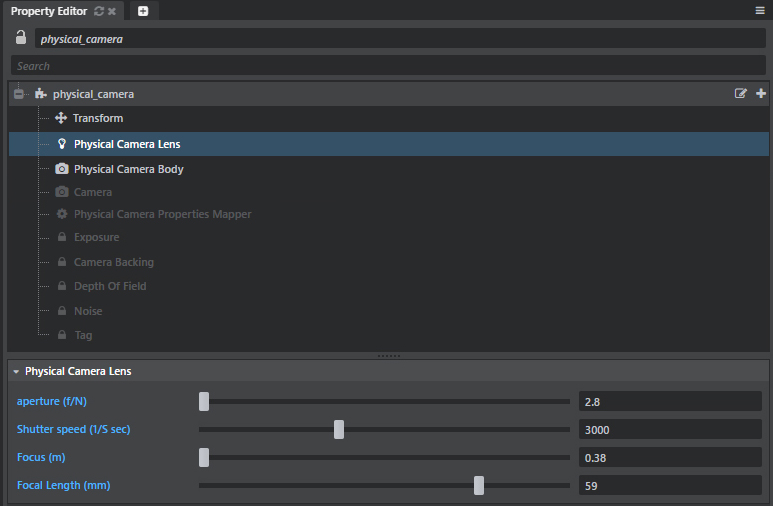 Property Editor
physical_camera
Search
physical_camera
Transform
Physical Camera Lens
Physical Camera Body
Camera
Physical Camera Properties Mapper
Exposure
Camera Backing
Depth Of Field
Noise
Tag
Physical Camera Lens
aperture (f/N) 2.8
Shutter speed (1/S sec) 3000
Focus (m) 0.38
Focal Length (mm) 59